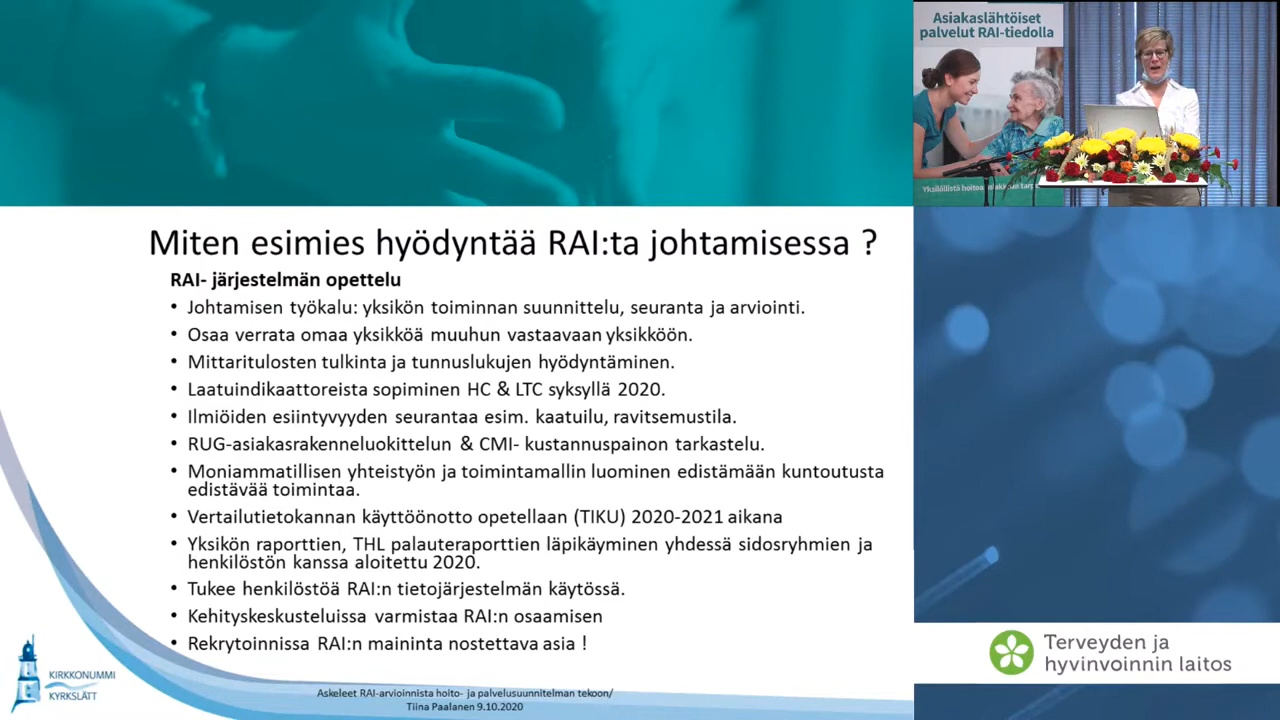 Miten esimies hyödyntää RAI:ta johtamisessa ?
RAI- järjestelmän opettelu
• Johtamisen työkalu: yksikön toiminnan suunnittelu, seuranta ja arviointi.
• Osaa verrata omaa yksikköä muuhun vastaavaan yksikköön.
• Mittaritulosten tulkinta ja tunnuslukujen hyödyntäminen.
• Laatuindikaattoreista sopiminen HC & LTC syksyllä 2020.
• Ilmiöiden esiintyvyyden seurantaa esim. kaatuilu, ravitsemustila.
• RUG-asiakasrakenneluokittelun & CMI- kustannuspainon tarkastelu.
• Moniammatillisen yhteistyön ja toimintamallin luominen edistämään kuntoutusta
edistävää toimintaa.
• Vertailutietokannan käyttöönotto opetellaan (TIKU) 2020-2021 aikana
• Yksikön raporttien, THL palauteraporttien läpikäyminen yhdessä sidosryhmien ja
henkilöstön kanssa aloitettu 2020.
• Tukee henkilöstöä RAI:n tietojärjestelmän käytössä.
• Kehityskeskusteluissa varmistaa RAI:n osaamisen
• Rekrytoinnissa RAI:n maininta nostettava asia !
KIRKKONUMMI
KYRKSLÄTT
Askeleet RAI-arvioinnista hoito- ja palvelusuunnitelman tekoon/
Tiina Paalanen 9.10.2020
Asiakaslähtöiset
palvelut RAI-tiedolla
Yksilöllistä hoitoa
Terveyden ja
hyvinvoinnin laitos